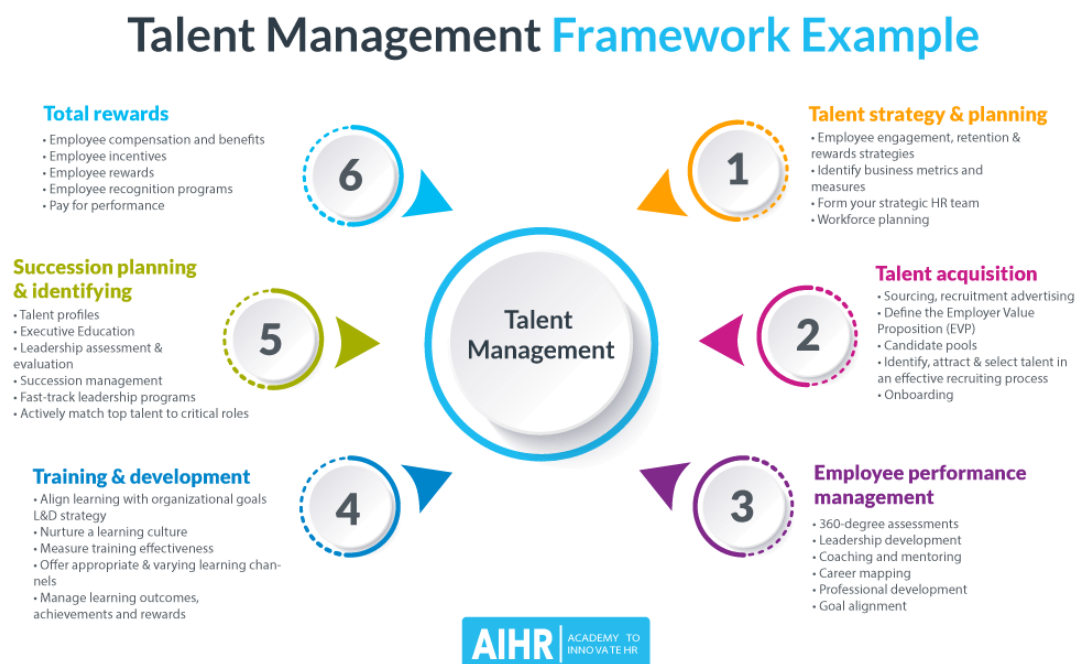 Talent Management Framework Example
Total rewards
• Employee compensation and benefits
• Employee incentives
• Employee rewards
• Employee recognition programs
• Pay for performance
6
Talent strategy & planning
• Employee engagement, retention &
rewards strategies
• Identify business metrics and
measures
• Form your strategic HR team
• Workforce planning
1
Succession planning
& identifying
• Talent profiles
• Executive Education
• Leadership assessment &
evaluation
• Succession management
• Fast-track leadership programs
• Actively match top talent to critical roles
5
Talent
Management
Talent acquisition
• Sourcing, recruitment advertising
• Define the Employer Value
Proposition (EVP)
• Candidate pools
• Identify, attract & select talent in
an effective recruiting process
• Onboarding
2
Training & development
• Align learning with organizational goals
L&D strategy
• Nurture a learning culture
• Measure training effectiveness
• Offer appropriate & varying learning chan-
nels
• Manage learning outcomes,
achievements and rewards
4
Employee performance
management
• 360-degree assessments
• Leadership development
• Coaching and mentoring
• Career mapping
• Professional development
• Goal alignment
3
AIHR
ACADEMY TO
INNOVATE HR